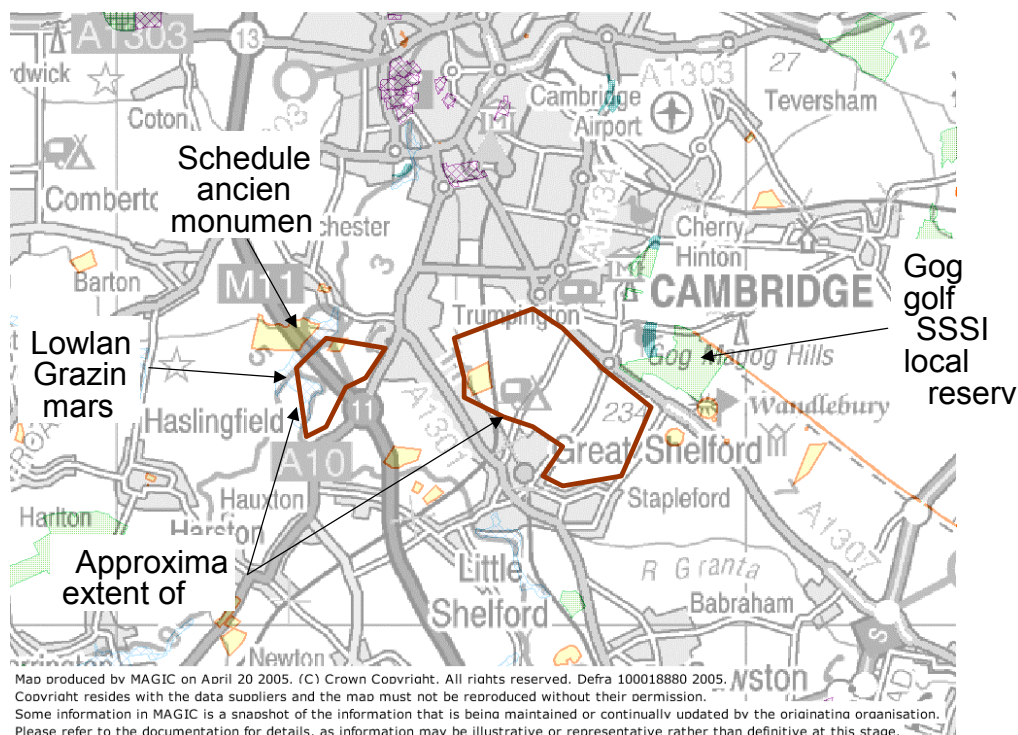 A1303
13
12
rdwick
Coton
A1303
27
Teversham
Cambridge
Airport
Schedule
ancien
monumen
Comberto
chester
3
A1134
Cherry
Hinton
Barton
M11
CAMBRIDGE
Trumpington
Gog
golf
SSSI
local
reserv
Lowlan
Grazin
mars
5
Gog Magog Hills
Haslingfield
11
A130
234
Wandlebury
Great Shelford
A10
Hauxton
Stapleford
Harlton
Harston
A1307
Approxima
extent of
Little
Shelford
R Granta
Babraham
9
S
Newton
wston
Map produced by MAGIC on April 20 2005. (C) Crown Copyright. All rights reserved. Defra 100018880 2005.
Copyright resides with the data suppliers and the map must not be reproduced without their permission.
Some information in MAGIC is a snapshot of the information that is being maintained or continually updated by the originating organisation.
Please refer to the documentation for details, as information may be illustrative or representative rather than definitive at this stage.